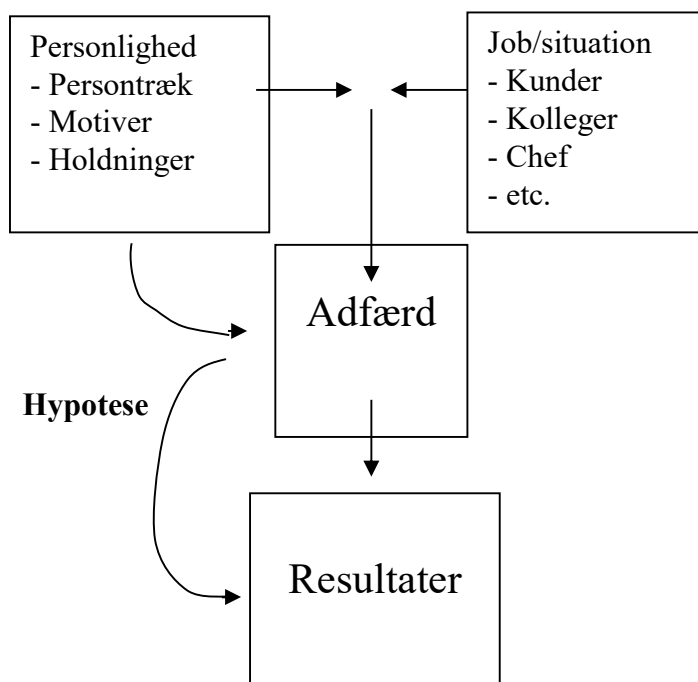 Personlighed
- Persontræk
- Motiver
- Holdninger
Job/situation
- Kunder
- Kolleger
- Chef
- etc.
Adfærd
Hypotese
Resultater